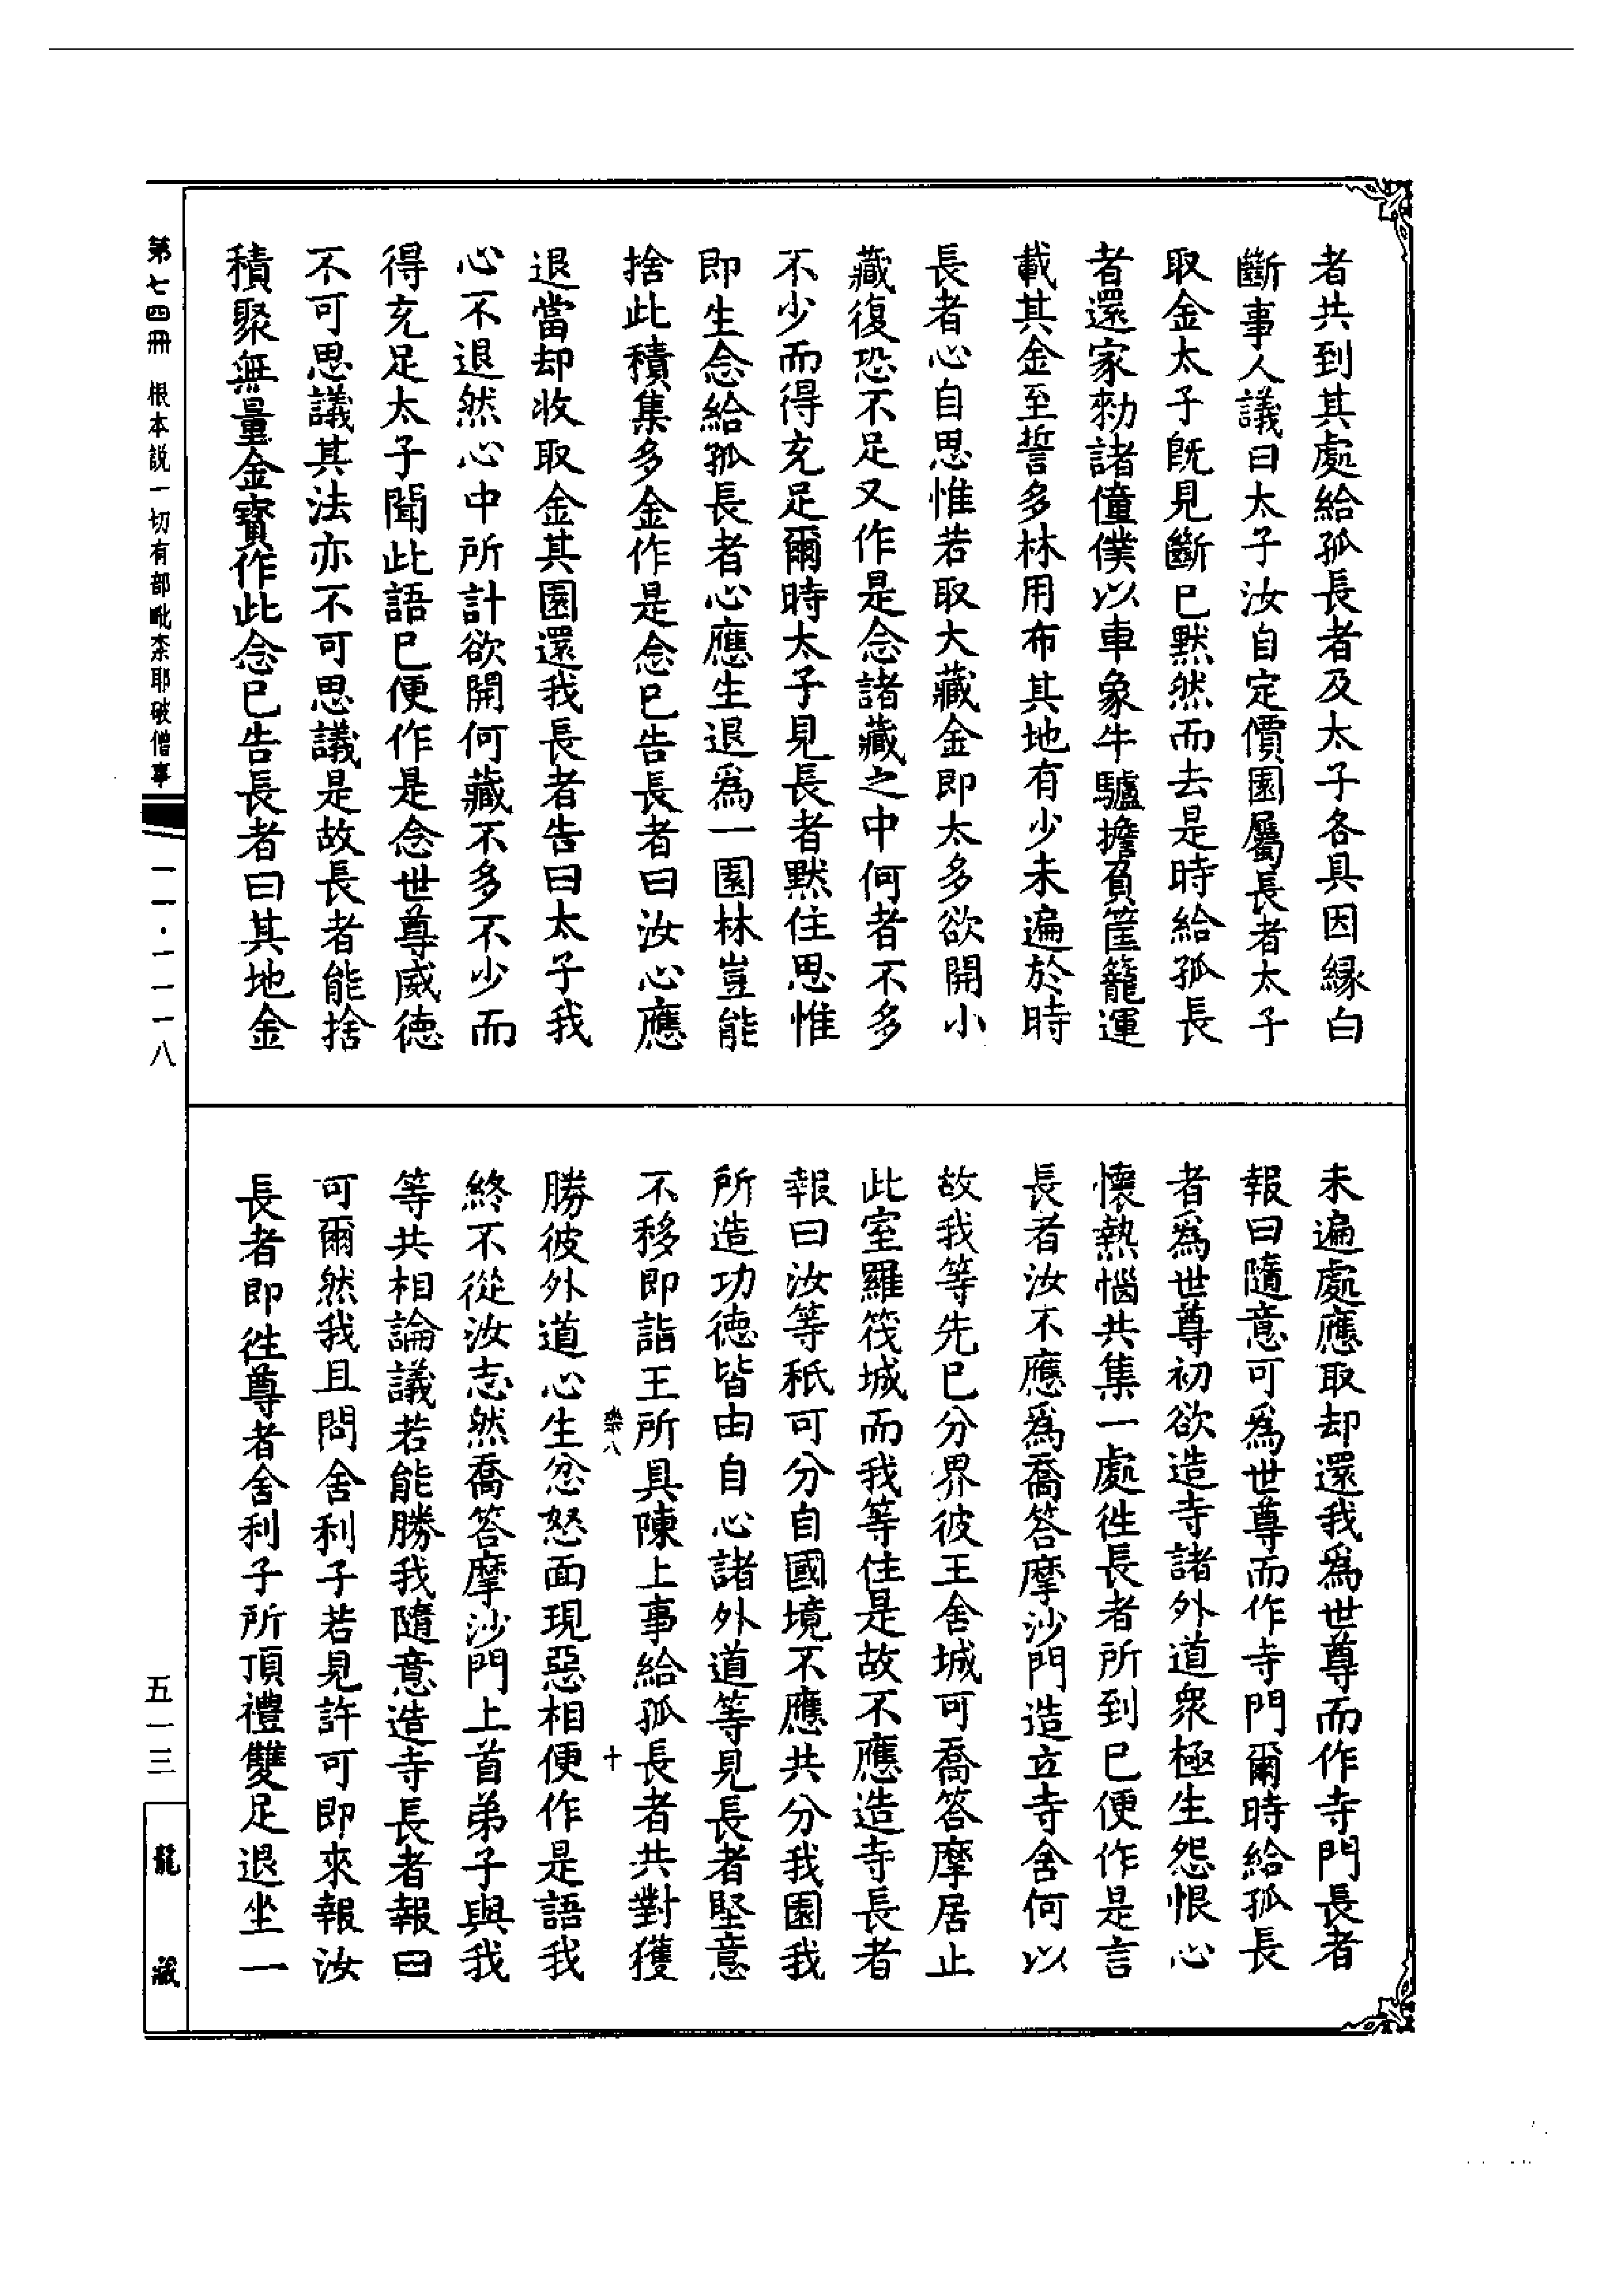 者共到其處給孤長者及太子各具因縁白
斷事人議曰太子汝自定價園屬長者太子
取金太子旣見斷已黙然而去是時給孤長
者還家勑諸僮僕以車象牛驢擔負筐籠運
載其金至誓多林用布其地有少未遍於時
長者心自思惟若取大藏金即太多欲開小
藏復恐不足又作是念諸藏之中何者不多
不少而得充足爾時太子見長者黙住思惟
即生念給孤長者心應生退爲一園林豈能
捨此積集多金作是念已告長者曰汝心應
退當却收取金其園還我長者告曰太子我
心不退然心中所計欲開何藏不多不少而
得充足太子聞此語已便作是念世尊威德
不可思議其法亦不可思議是故長者能捨
積聚無量金寳作此念已告長者曰其地金
未遍處應取却還我爲世尊而作寺門長者
報曰隨意可爲世尊而作寺門爾時給孤長
者爲世尊初欲造寺諸外道衆極生怨恨心
懷熱惱共集一處徃長者所到已便作是言
長者汝不應爲喬答摩沙門造立寺舍何以
故我等先已分界彼王舍城可喬答摩居止
此室羅筏城而我等住是故不應造寺長者
報曰汝等秖可分自國境不應共分我園我
所造功德皆由自心諸外道等見長者堅意
不移即詣王所具陳上事給孤長者共對獲
樂八 十
勝彼外道心生忿怒面現惡相便作是語我
終不從汝志然喬答摩沙門上首弟子與我
等共相論議若能勝我隨意造寺長者報曰
可爾然我且問舍利子若見許可即來報汝
長者即徃尊者舍利子所頂禮雙足退坐一
第七四冊 根本説一切有部毗柰耶破僧事
一一·一一一八
五一三
龍藏